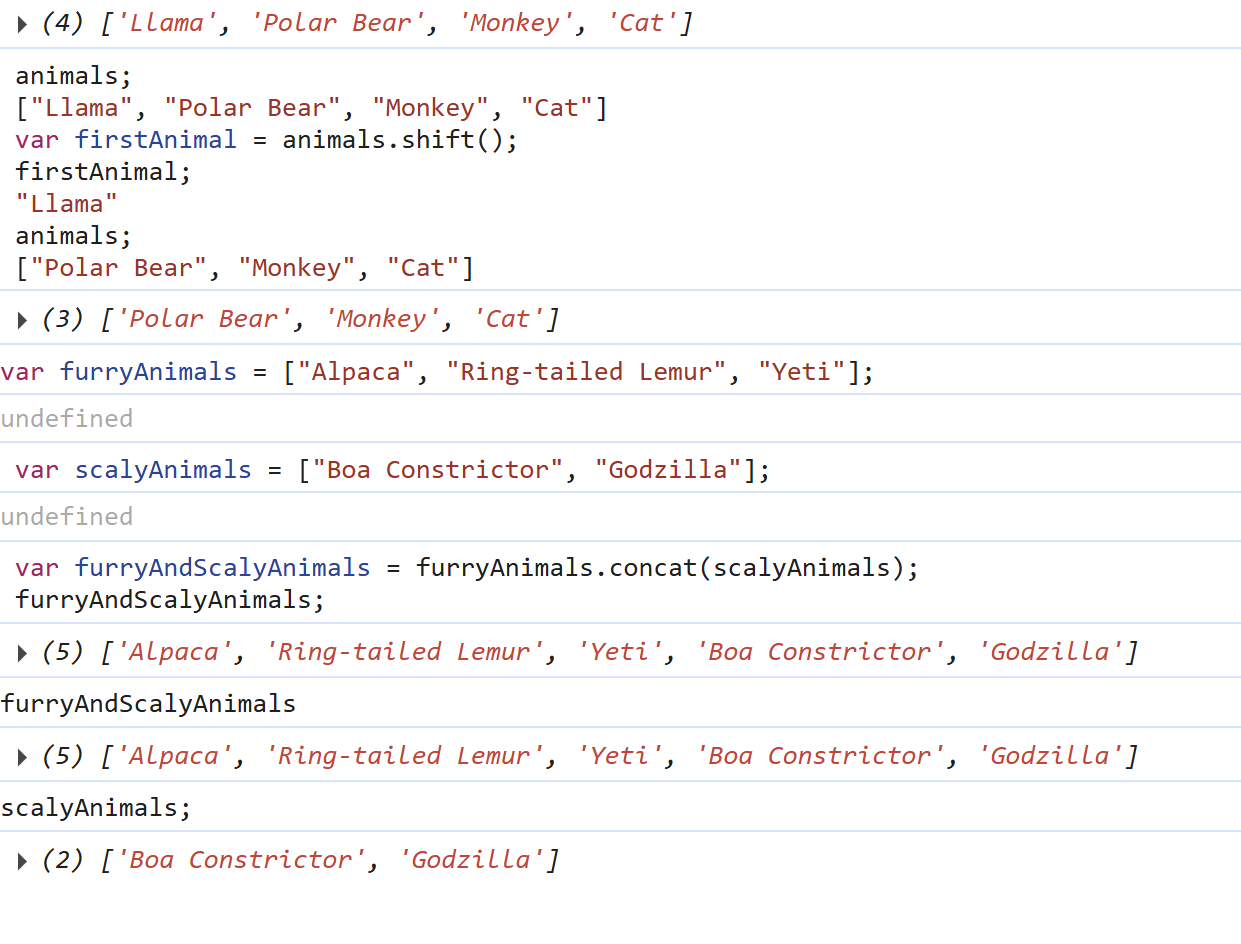 (4) ['Llama', 'Polar Bear', 'Monkey', 'Cat']
animals;
["Llama", "Polar Bear", "Monkey", "Cat"]
var firstAnimal = animals.shift();
firstAnimal;
"Llama"
animals;
["Polar Bear", "Monkey", "Cat"]
(3) ['Polar Bear', 'Monkey', 'Cat']
var furryAnimals = ["Alpaca", "Ring-tailed Lemur", "Yeti"];
undefined
var scalyAnimals = ["Boa Constrictor", "Godzilla"];
undefined
var furryAndScalyAnimals = furryAnimals.concat(scalyAnimals);
furryAndScalyAnimals;
(5) ['Alpaca', 'Ring-tailed Lemur', 'Yeti', 'Boa Constrictor', 'Godzilla']
furryAndScalyAnimals
(5) ['Alpaca', 'Ring-tailed Lemur', 'Yeti', 'Boa Constrictor', 'Godzilla']
scalyAnimals;
(2) ['Boa Constrictor', 'Godzilla']